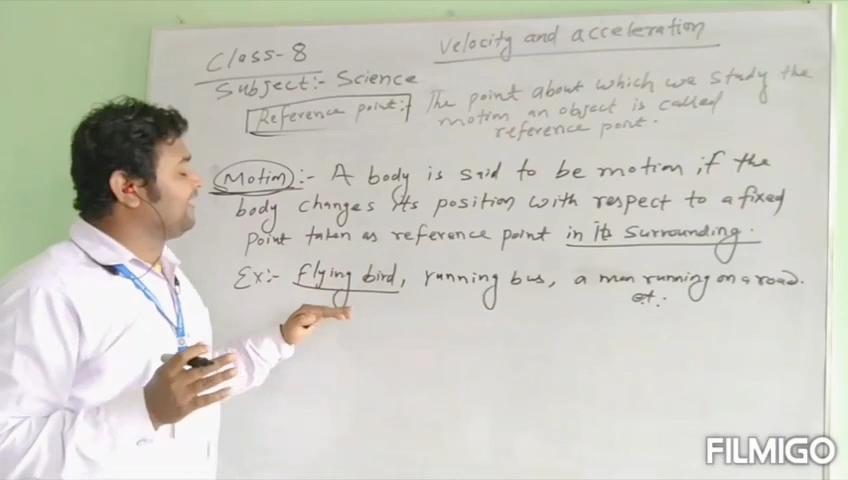 Class-8
velocity and acceleration
Subject:- Science
Reference point:- The point about which we study the
motion an object is called
reference point.
Motion:- A body is said to be motion, if the
body changes its position with respect to a fixed
point taken as reference point in its surrounding.
Ex:- flying bird, running bus, a man running on a road.
et.
FILMIGO